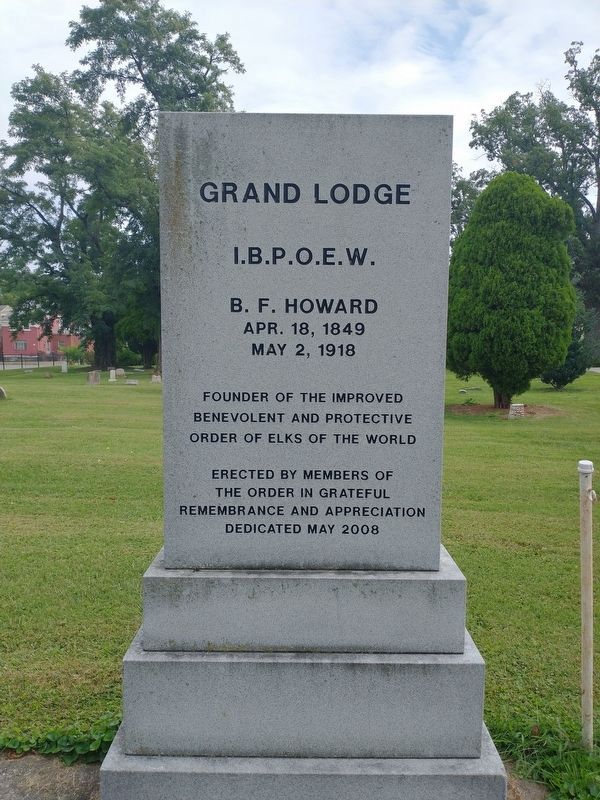 GRAND LODGE
I.B.P.O.E.W.
B. F. HOWARD
APR. 18, 1849
MAY 2, 1918
FOUNDER OF THE IMPROVED
BENEVOLENT AND PROTECTIVE
ORDER OF ELKS OF THE WORLD
ERECTED BY MEMBERS OF
THE ORDER IN GRATEFUL
REMEMBRANCE AND APPRECIATION
DEDICATED MAY 2008